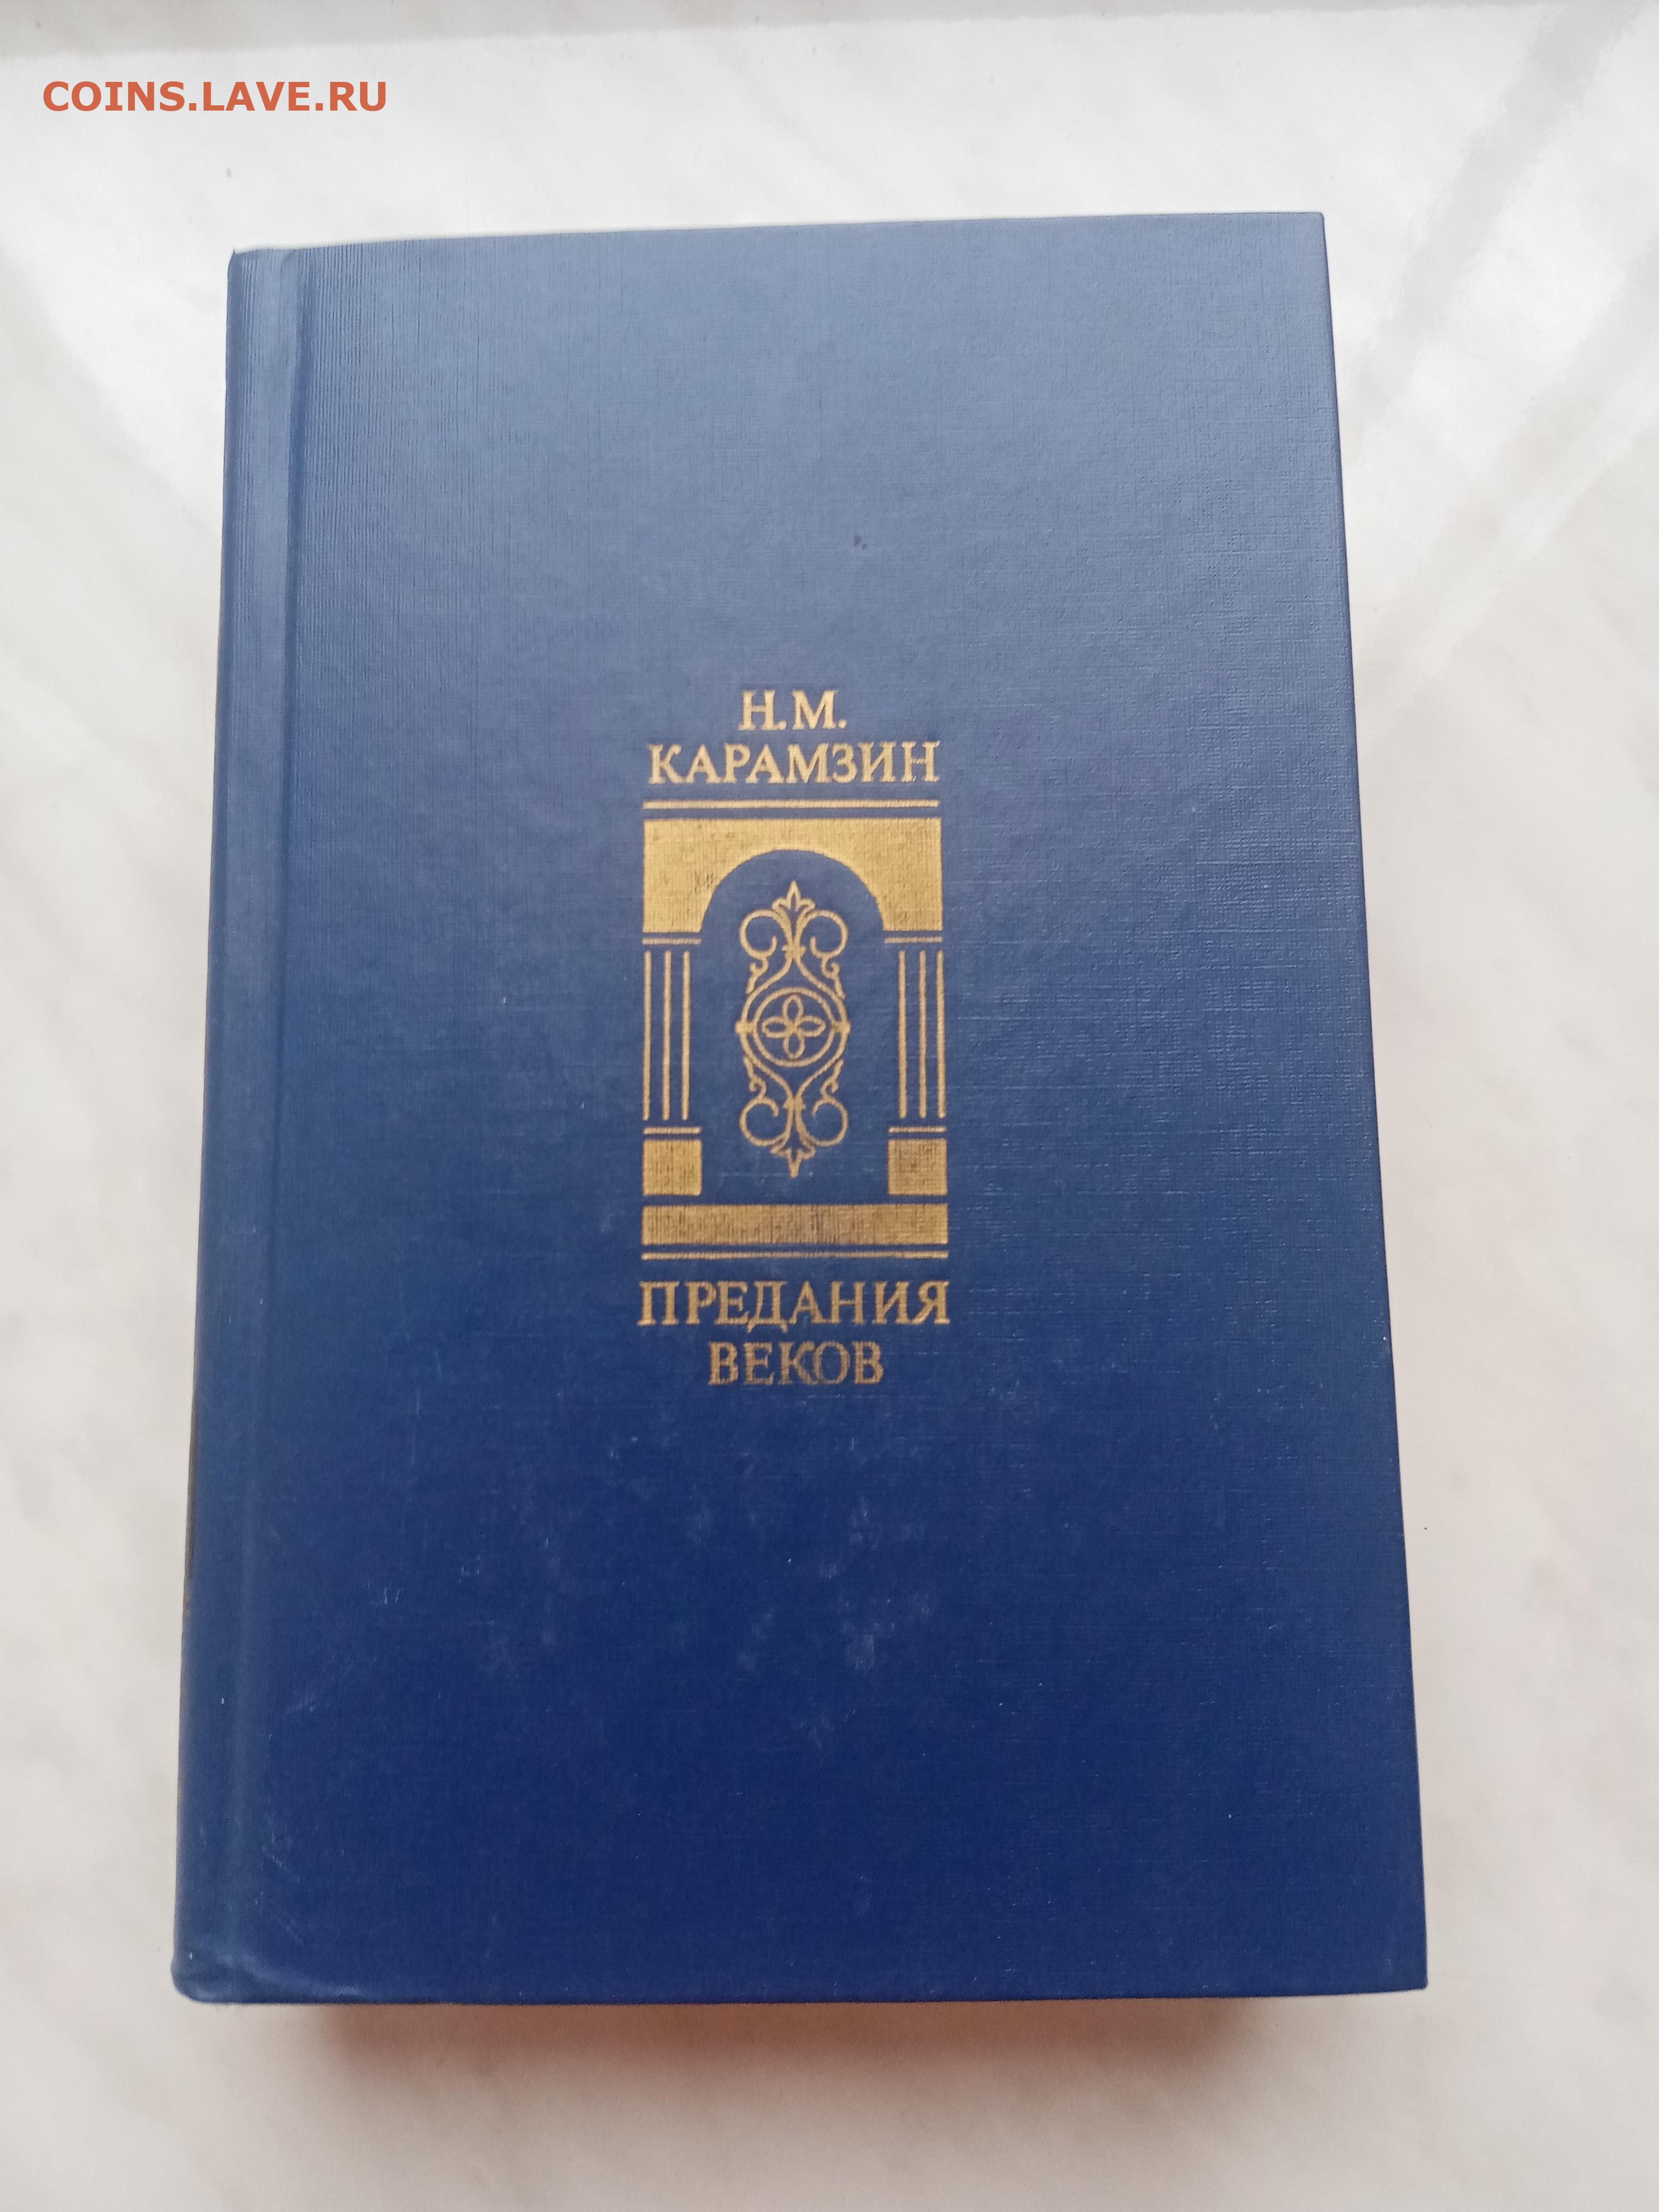 COINS.LAVE.RU
Н.М.
КАРАМЗИН
ПРЕДАНИЯ
ВЕКОВ